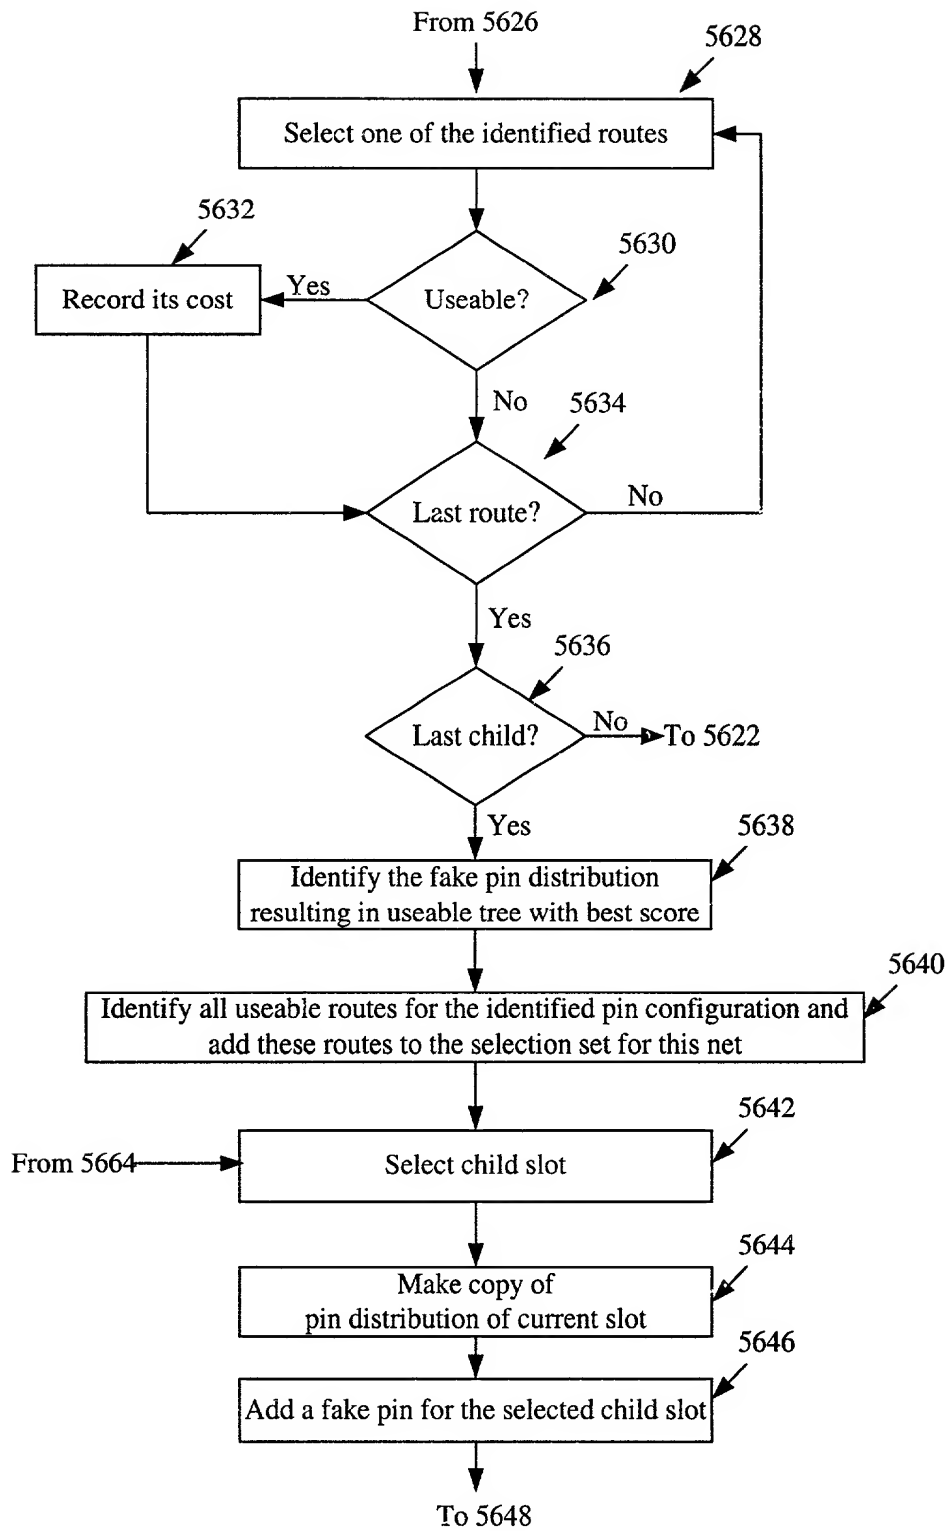 From 5626
5628
Select one of the identified routes
5632
5630
Record its cost
Yes
Useable?
No
5634
Last route?
No
Yes
5636
Last child?
No
To 5622
Yes
5638
Identify the fake pin distribution
resulting in useable tree with best score
5640
Identify all useable routes for the identified pin configuration and
add these routes to the selection set for this net
5642
From 5664
Select child slot
5644
Make copy of
pin distribution of current slot
5646
Add a fake pin for the selected child slot
To 5648